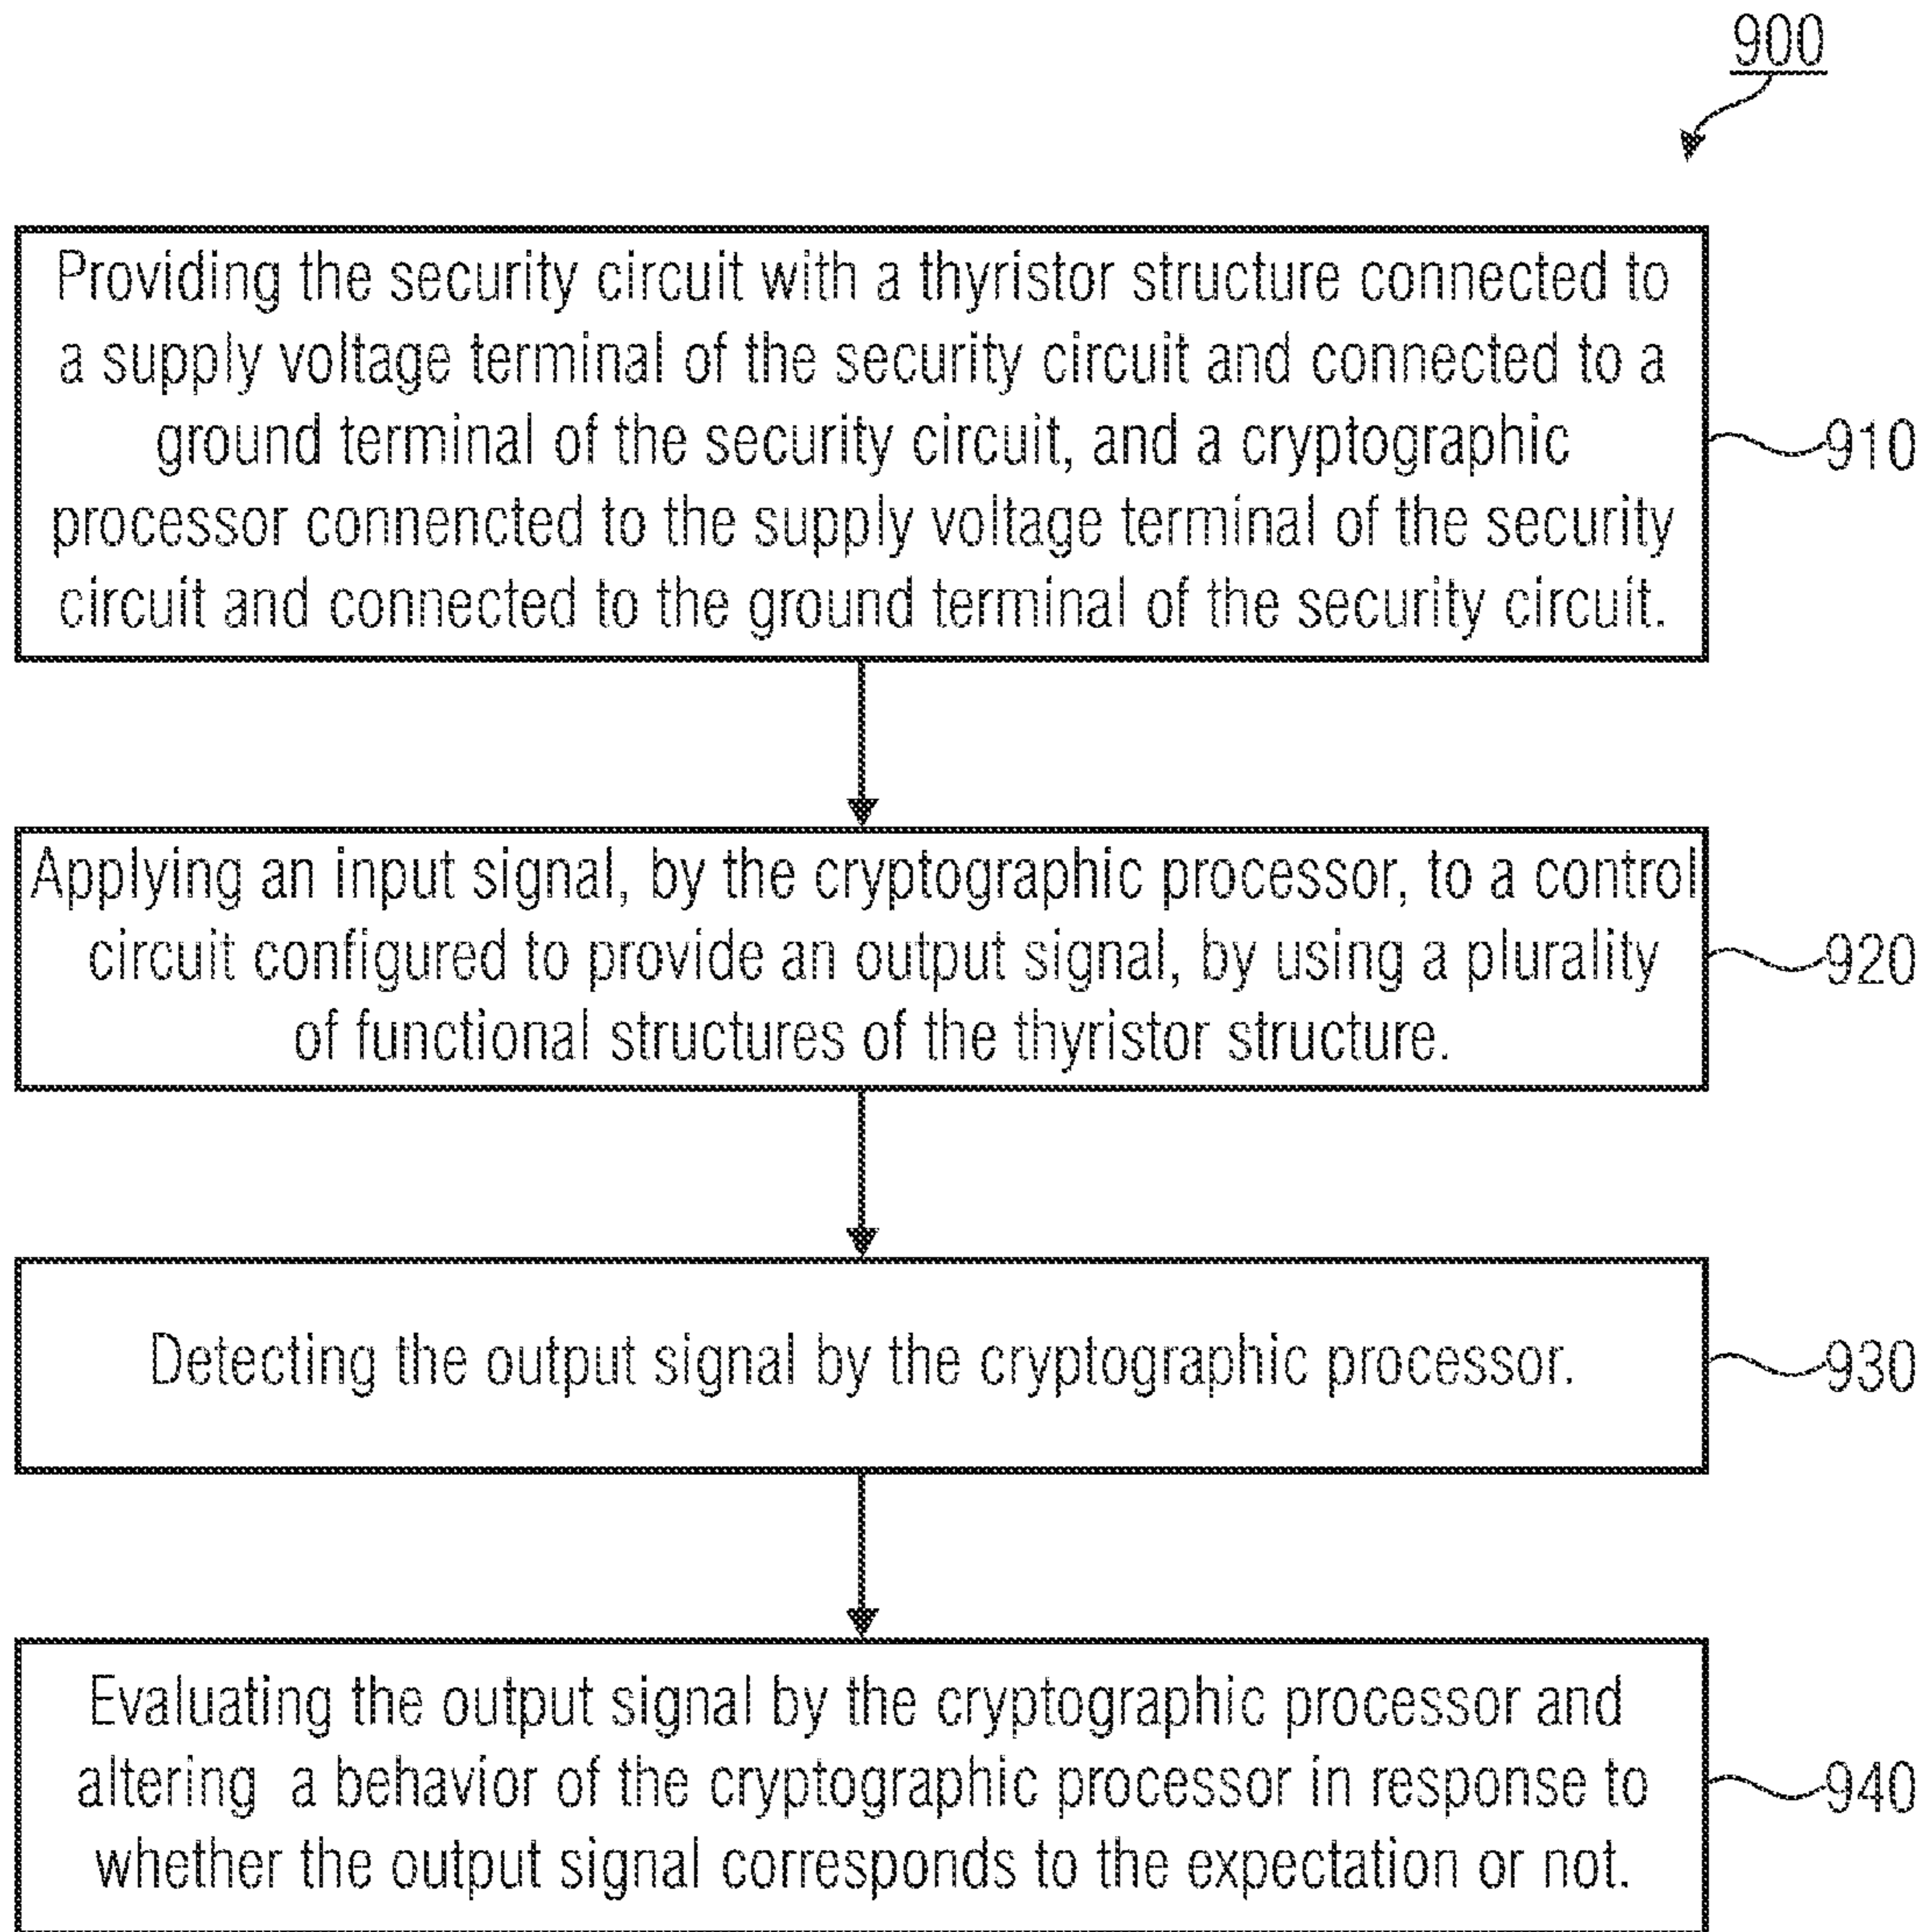 900
Providing the security circuit with a thyristor structure connected to
a supply voltage terminal of the security circuit and connected to a
ground terminal of the security circuit, and a cryptographic
processor connencted to the supply voltage terminal of the security
circuit and connected to the ground terminal of the security circuit.
910
Applying an input signal, by the cryptographic processor, to a control
circuit configured to provide an output signal, by using a plurality
of functional structures of the thyristor structure.
920
Detecting the output signal by the cryptographic processor.
930
Evaluating the output signal by the cryptographic processor and
altering a behavior of the cryptographic processor in response to
whether the output signal corresponds to the expectation or not.
940